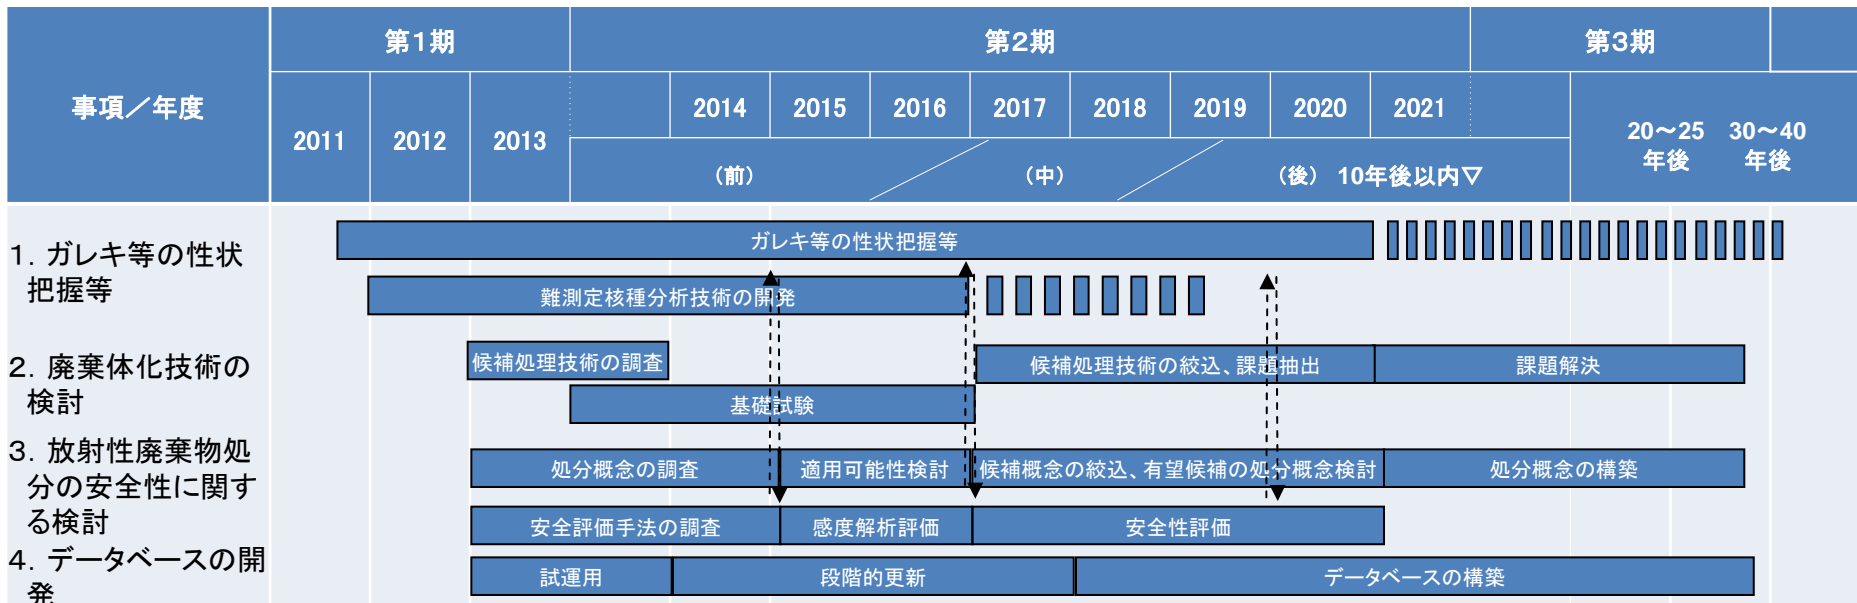 第1期
第2期
第3期
事項／年度
2011
2012
2013
2014
2015
2016
2017
2018
2019
2020
2021
（前）
（中）
（後） 10年後以内▽
20～25
年後
30～40
年後
1. ガレキ等の性状
把握等
ガレキ等の性状把握等
難測定核種分析技術の開発
2. 廃棄体化技術の
検討
候補処理技術の調査
候補処理技術の絞込、課題抽出
課題解決
基礎試験
3. 放射性廃棄物処
分の安全性に関す
る検討
処分概念の調査
適用可能性検討
候補概念の絞込、有望候補の処分概念検討
処分概念の構築
安全評価手法の調査
感度解析評価
安全性評価
4. データベースの開
発
試運用
段階的更新
データベースの構築